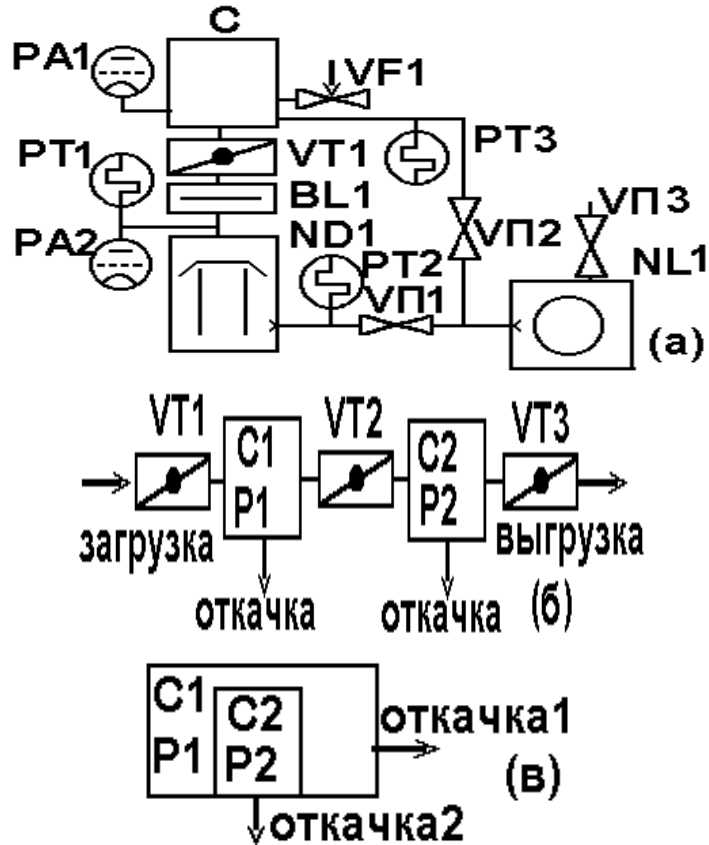 C
PA1
VF1
PT1
VT1
PT3
BL1
VП3
ND1
VП2
PA2
PT2
NL1
VП1
(а)
VT1
VT2
VT3
C1
C2
P1
P2
загрузка
выгрузка
откачка
откачка
(б)
C1
C2
откачка1
P1
P2
(в)
откачка2